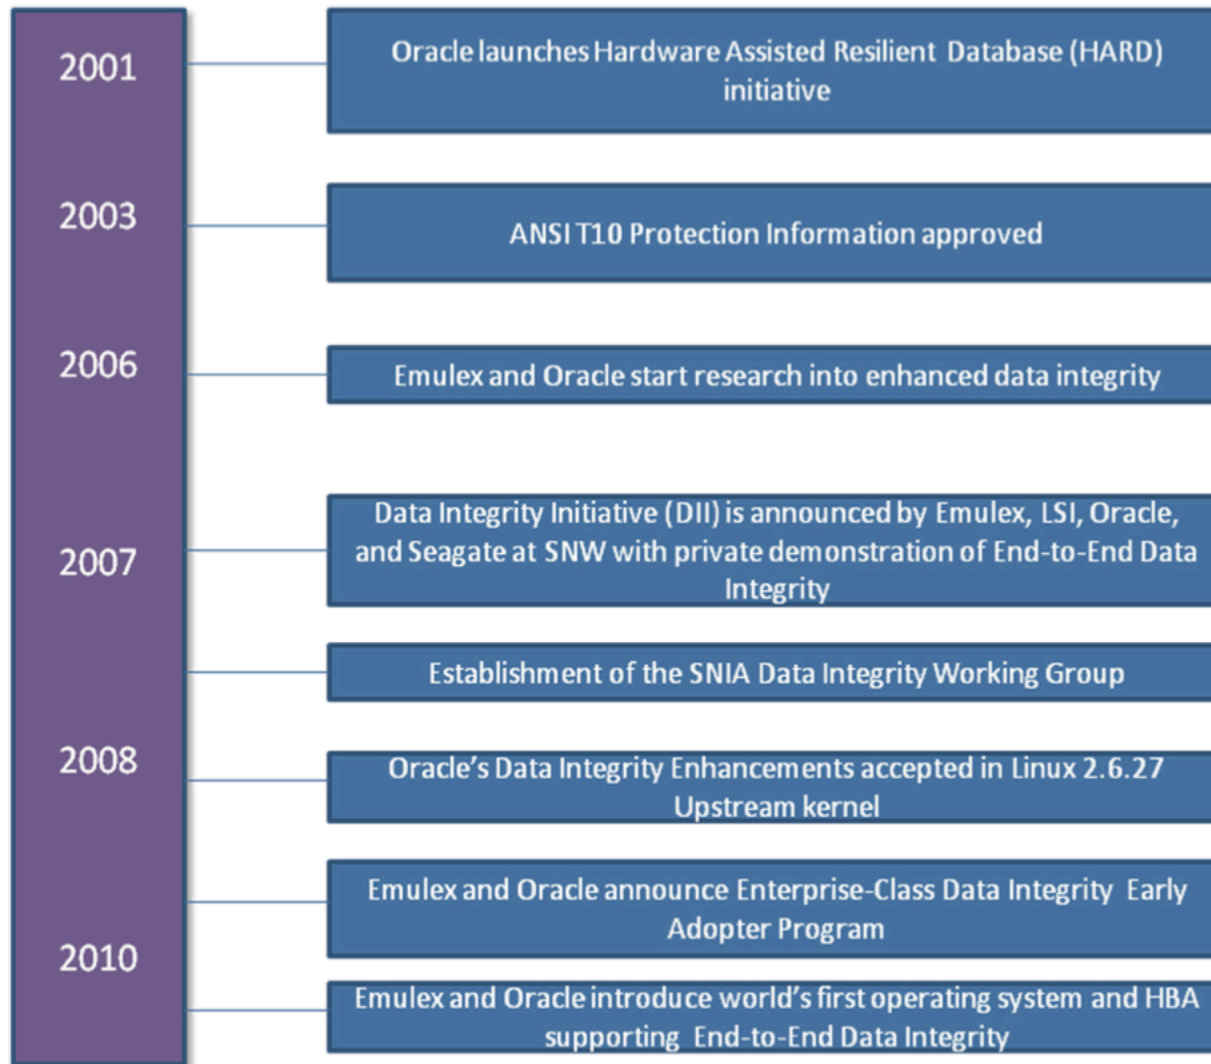 2001
Oracle launches Hardware Assisted Resilient Database (HARD)
initiative
2003
ANSI T10 Protection Information approved
2006
Emulex and Oracle start research into enhanced data integrity
2007
Data Integrity Initiative (DII) is announced by Emulex, LSI, Oracle,
and Seagate at SNW with private demonstration of End-to-End Data
Integrity
Establishment of the SNIA Data Integrity Working Group
2008
Oracle's Data Integrity Enhancements accepted in Linux 2.6.27
Upstream kernel
Emulex and Oracle announce Enterprise-Class Data Integrity Early
Adopter Program
2010
Emulex and Oracle introduce world's first operating system and HBA
supporting End-to-End Data Integrity